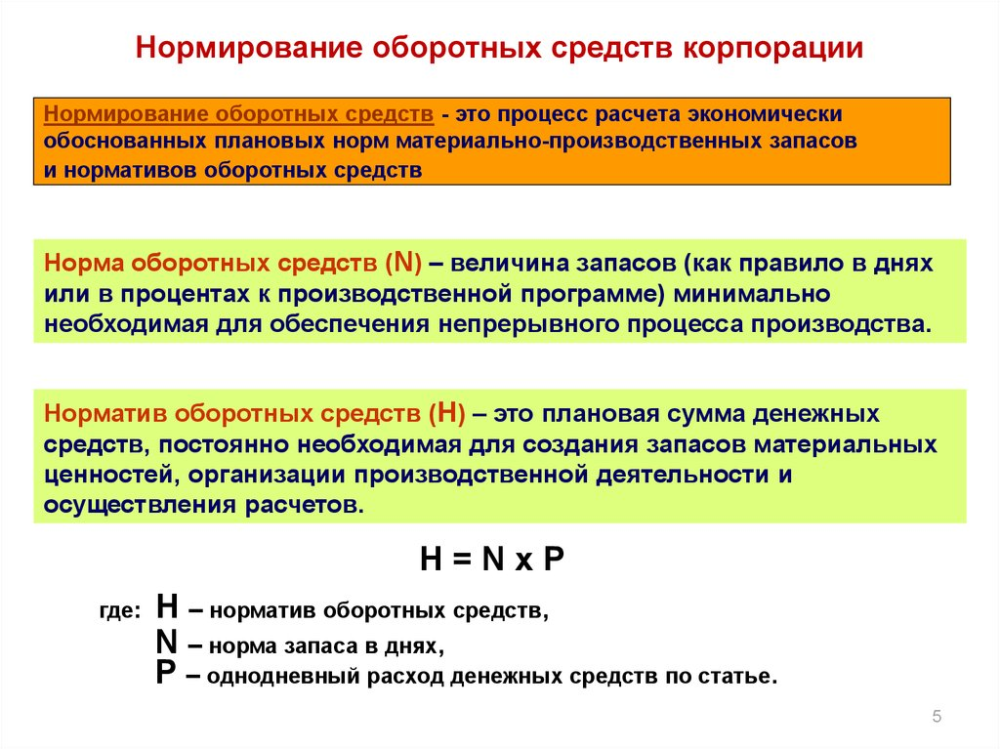 Нормирование оборотных средств корпорации
Нормирование оборотных средств - это процесс расчета экономически
обоснованных плановых норм материально-производственных запасов
и нормативов оборотных средств
Норма оборотных средств (N) – величина запасов (как правило в днях
или в процентах к производственной программе) минимально
необходимая для обеспечения непрерывного процесса производства.
Норматив оборотных средств (Н) – это плановая сумма денежных
средств, постоянно необходимая для создания запасов материальных
ценностей, организации производственной деятельности и
осуществления расчетов.
Н = N х Р
где: Н – норматив оборотных средств,
N – норма запаса в днях,
Р – однодневный расход денежных средств по статье.
5